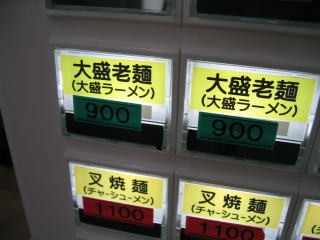 大盛老麺
(大盛ラーメン)
900
大盛老麺
(大盛ラーメン)
900
叉焼麺
(チャーシューメン)
1100
叉焼麺
(チャーシューメン)
1100